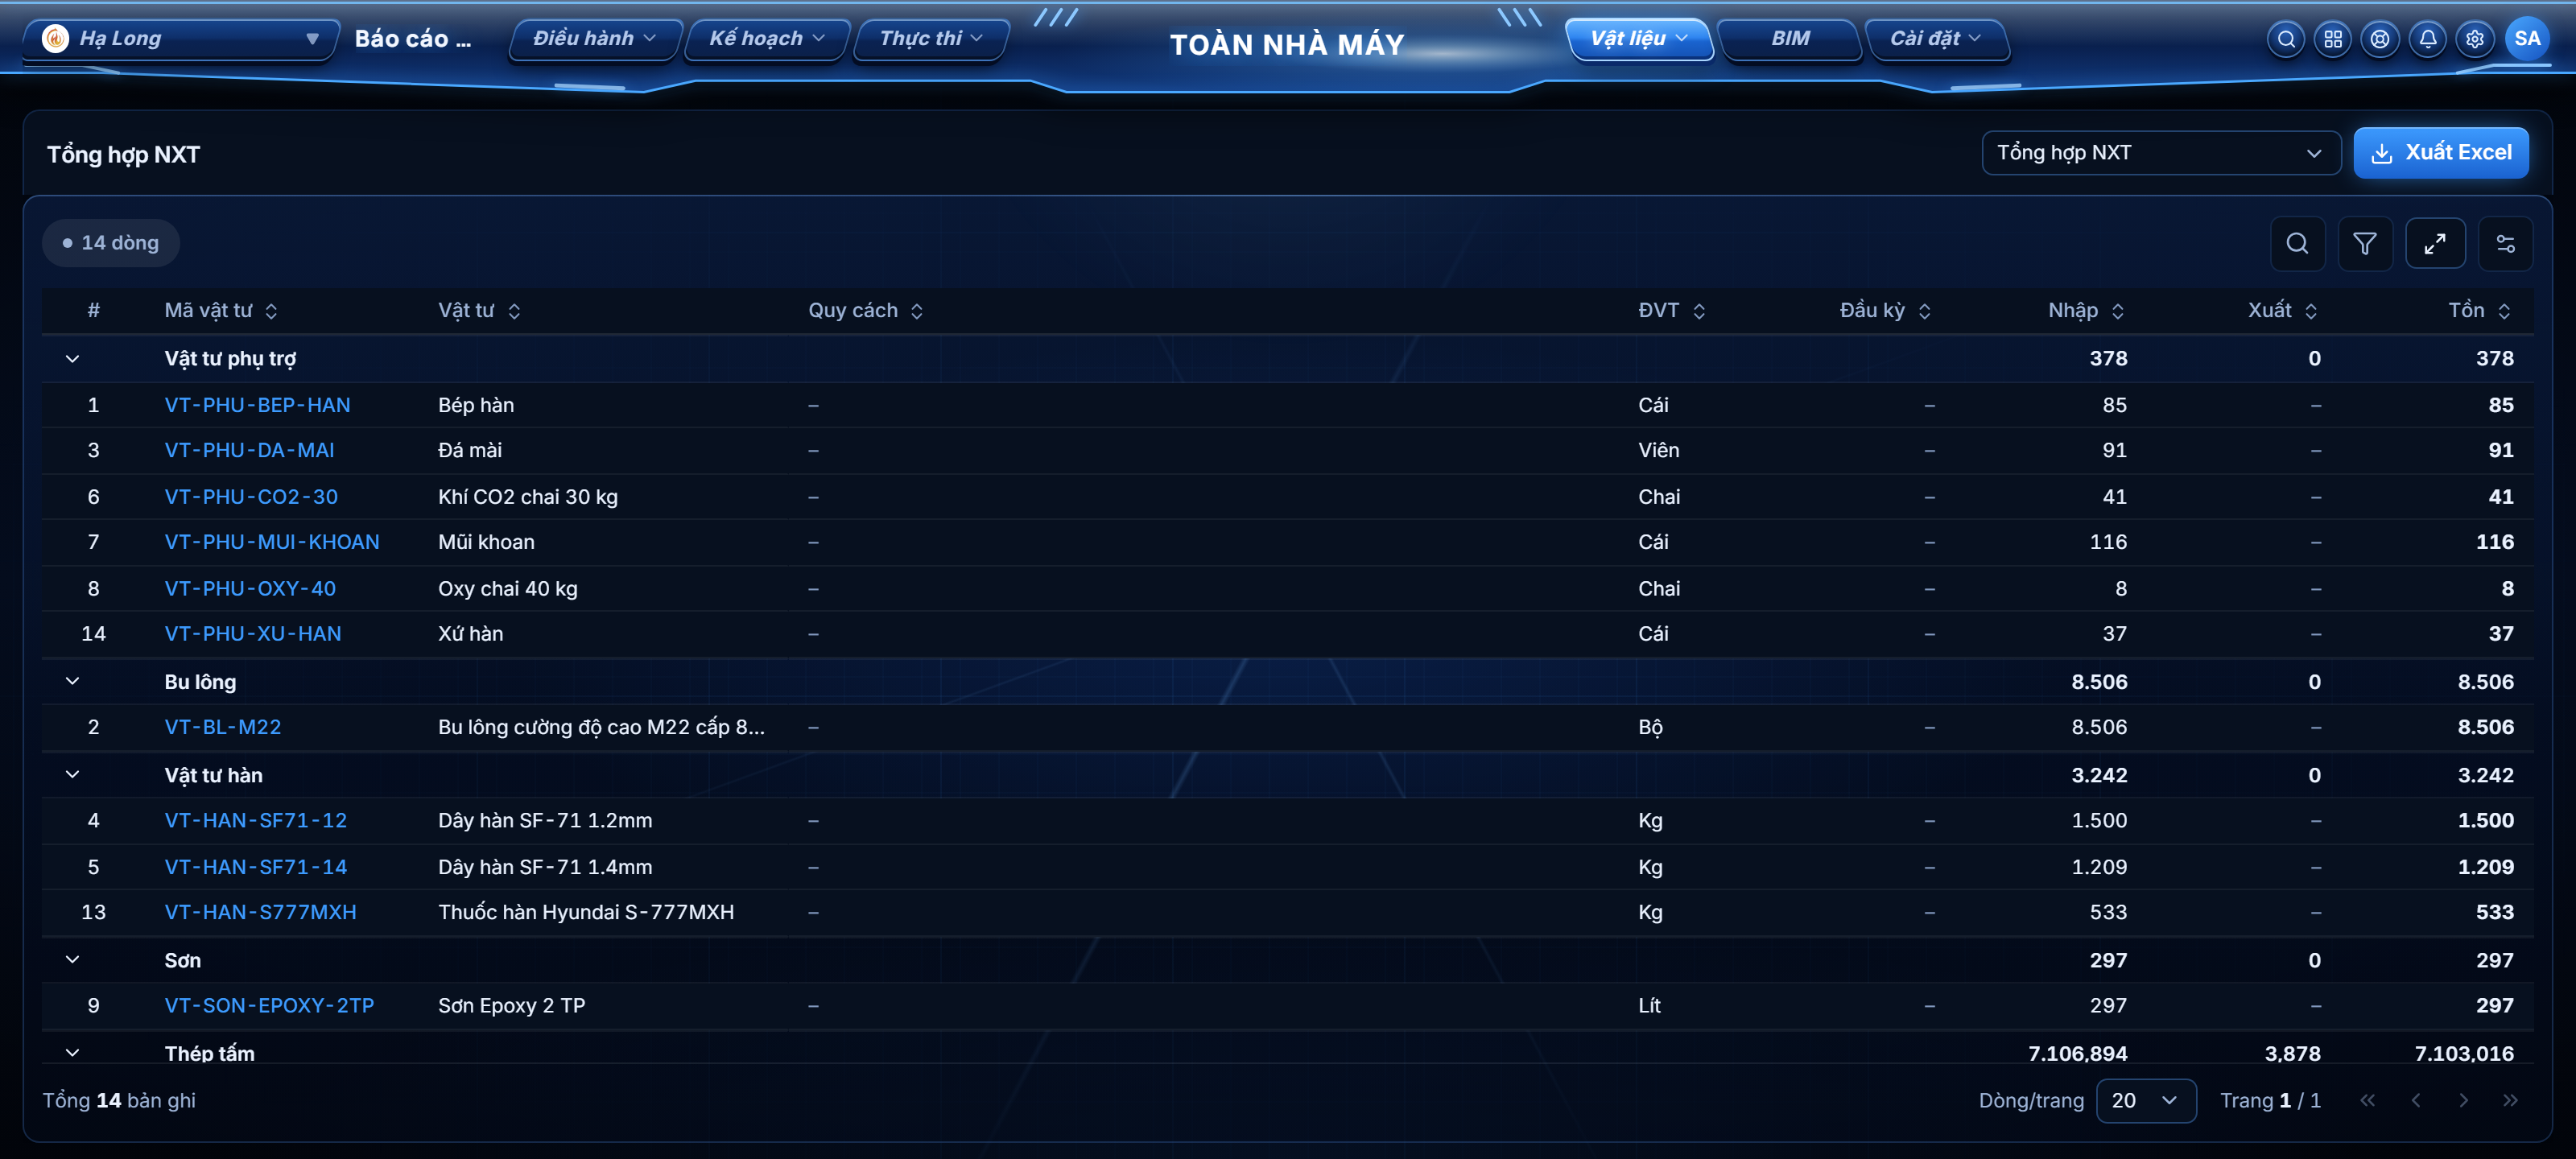 Hạ Long Báo cáo ... Điều hành Kế hoạch Thực thi TOÀN NHÀ MÁY Vật liệu BIM Cài đặt SA
Tổng hợp NXT Tổng hợp NXT Xuất Excel
14 dòng
# Mã vật tư Vật tư Quy cách ĐVT Đầu kỳ Nhập Xuất Tồn
Vật tư phụ trợ 378 0 378
1 VT-PHU-BEP-HAN Bép hàn – Cái – 85 – 85
3 VT-PHU-DA-MAI Đá mài – Viên – 91 – 91
6 VT-PHU-CO2-30 Khí CO2 chai 30 kg – Chai – 41 – 41
7 VT-PHU-MUI-KHOAN Mũi khoan – Cái – 116 – 116
8 VT-PHU-OXY-40 Oxy chai 40 kg – Chai – 8 – 8
14 VT-PHU-XU-HAN Xứ hàn – Cái – 37 – 37
Bu lông 8.506 0 8.506
2 VT-BL-M22 Bu lông cường độ cao M22 cấp 8... – Bộ – 8.506 – 8.506
Vật tư hàn 3.242 0 3.242
4 VT-HAN-SF71-12 Dây hàn SF-71 1.2mm – Kg – 1.500 – 1.500
5 VT-HAN-SF71-14 Dây hàn SF-71 1.4mm – Kg – 1.209 – 1.209
13 VT-HAN-S777MXH Thuốc hàn Hyundai S-777MXH – Kg – 533 – 533
Sơn 297 0 297
9 VT-SON-EPOXY-2TP Sơn Epoxy 2 TP – Lít – 297 – 297
Thép tấm 7.106,894 3,878 7.103,016
Tổng 14 bản ghi Dòng/trang 20 Trang 1 / 1